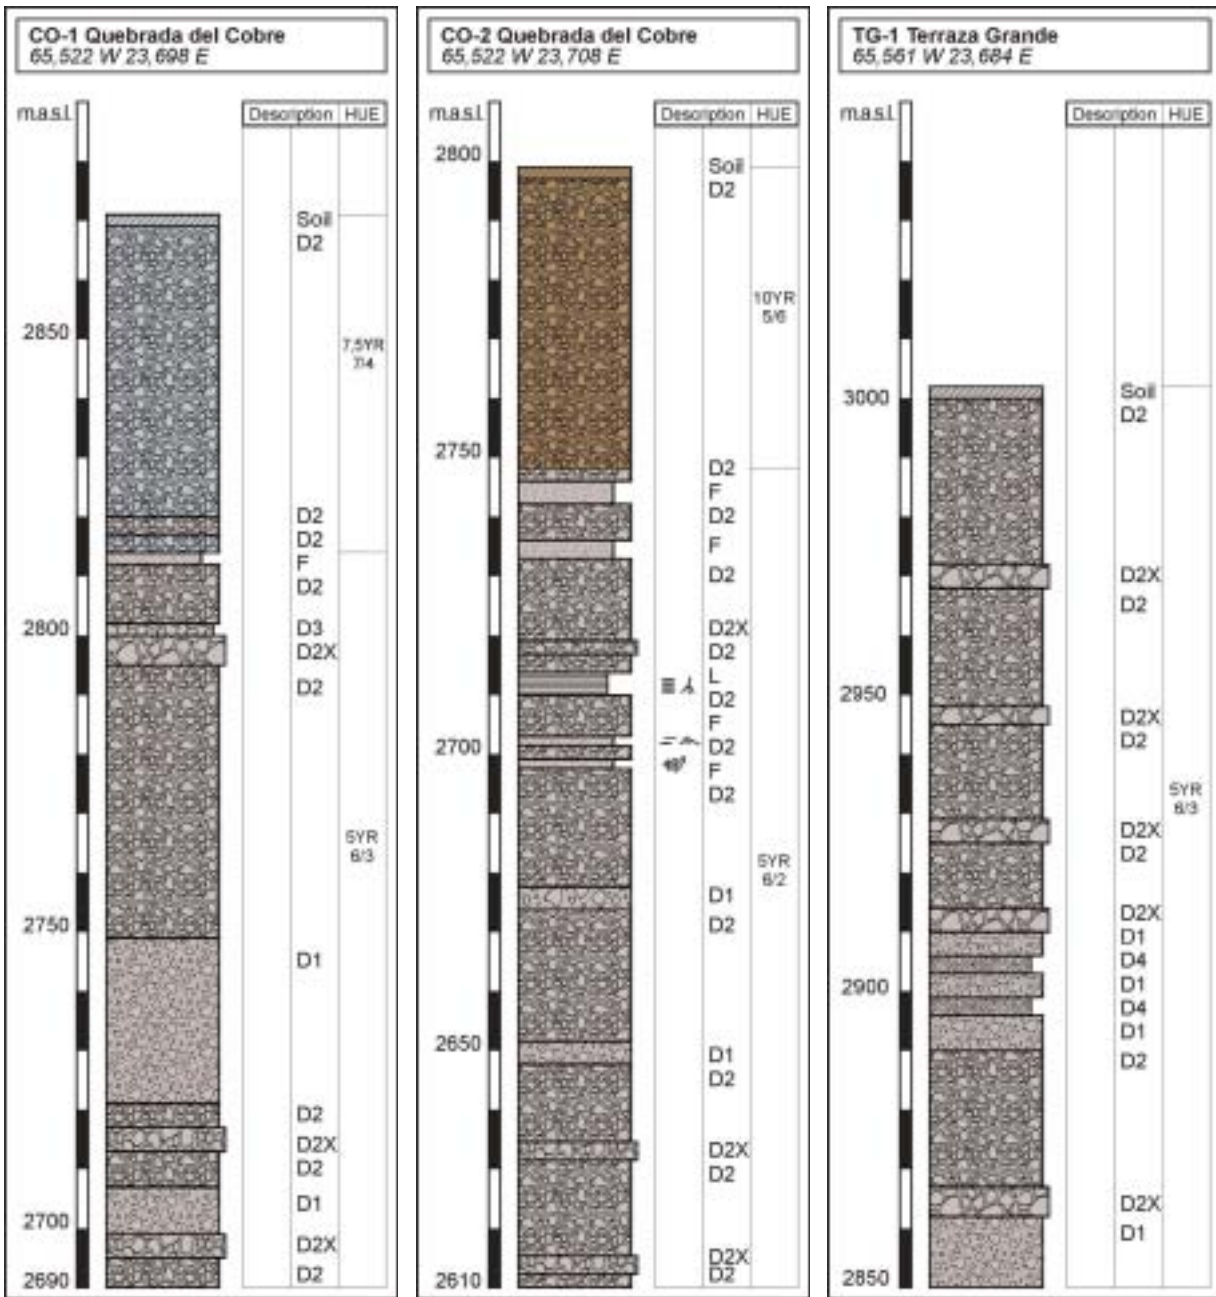 CO-1 Quebrada del Cobre
65,522 W 23,698 E
m.a.s.l.
Description HUE
Soil
D2
2850
7,5YR
7/4
D2
D2
F
D2
2800
D3
D2X
D2
5YR
6/3
2750
D1
D2
D2X
D2
D1
2700
D2X
D2
2690
CO-2 Quebrada del Cobre
65,522 W 23,708 E
m.a.s.l.
Description HUE
2800
Soil
D2
10YR
5/6
2750
D2
F
D2
F
D2
D2X
D2
L
D2
F
2700
D2
F
D2
5YR
6/2
D1
D2
2650
D1
D2
D2X
D2
D2X
D2
2610
TG-1 Terraza Grande
65,561 W 23,684 E
m.a.s.l.
Description HUE
Soil
3000
D2
D2X
D2
2950
D2X
D2
5YR
6/3
D2X
D2
D2X
D1
D4
2900
D1
D4
D1
D2
D2X
D1
2850